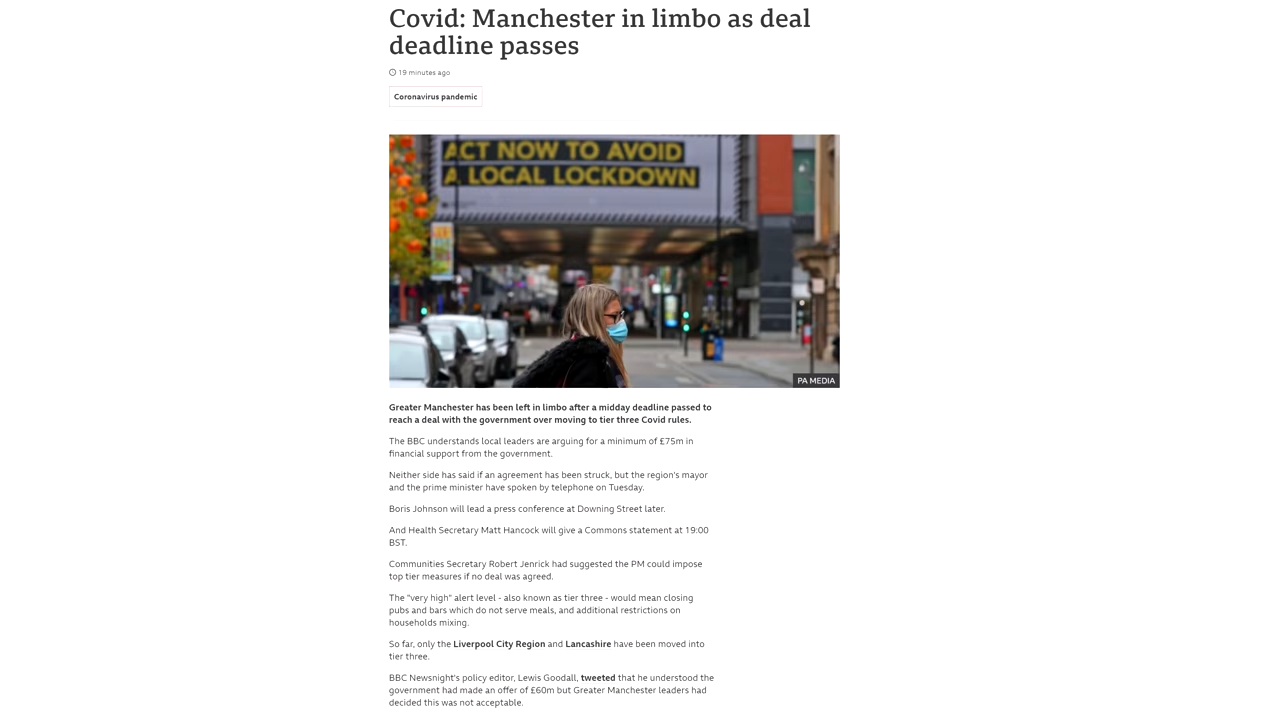 Covid: Manchester in limbo as deal
deadline passes
19 minutes ago
Coronavirus pandemic
ACT NOW TO AVOID
A LOCAL LOCKDOWN
PA MEDIA
Greater Manchester has been left in limbo after a midday deadline passed to
reach a deal with the government over moving to tier three Covid rules.
The BBC understands local leaders are arguing for a minimum of £75m in
financial support from the government.
Neither side has said if an agreement has been struck, but the region's mayor
and the prime minister have spoken by telephone on Tuesday.
Boris Johnson will lead a press conference at Downing Street later.
And Health Secretary Matt Hancock will give a Commons statement at 19:00
BST.
Communities Secretary Robert Jenrick had suggested the PM could impose
top tier measures if no deal was agreed.
The "very high" alert level - also known as tier three - would mean closing
pubs and bars which do not serve meals, and additional restrictions on
households mixing.
So far, only the Liverpool City Region and Lancashire have been moved into
tier three.
BBC Newsnight's policy editor, Lewis Goodall, tweeted that he understood the
government had made an offer of £60m but Greater Manchester leaders had
decided this was not acceptable.